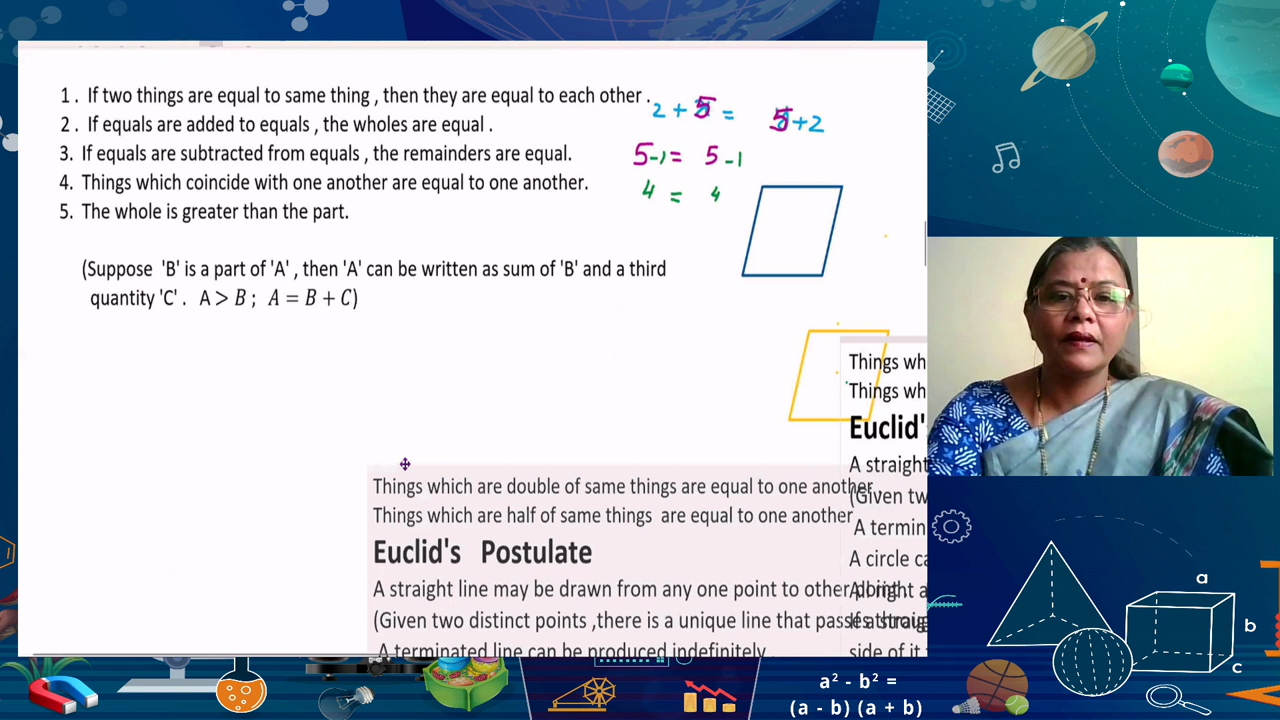 1 . If two things are equal to same thing , then they are equal to each other .
2 . If equals are added to equals , the wholes are equal .
3. If equals are subtracted from equals , the remainders are equal.
4. Things which coincide with one another are equal to one another.
5. The whole is greater than the part.
(Suppose 'B' is a part of 'A' , then 'A' can be written as sum of 'B' and a third
quantity 'C' . A > B ; A = B + C)
2 + 5 = 5+2
5-1 = 5 -1
4 = 4
Things which are double of same things are equal to one another
Things which are half of same things are equal to one another
Euclid's Postulate
A straight line may be drawn from any one point to other
(Given two distinct points ,there is a unique line that passes
A terminated line can be produced indefinitely
Things wh
Things wh
Euclid'
A straight
(Given tw
A termin
A circle ca
side of it
a
b
c
a² - b² =
(a - b) (a + b)